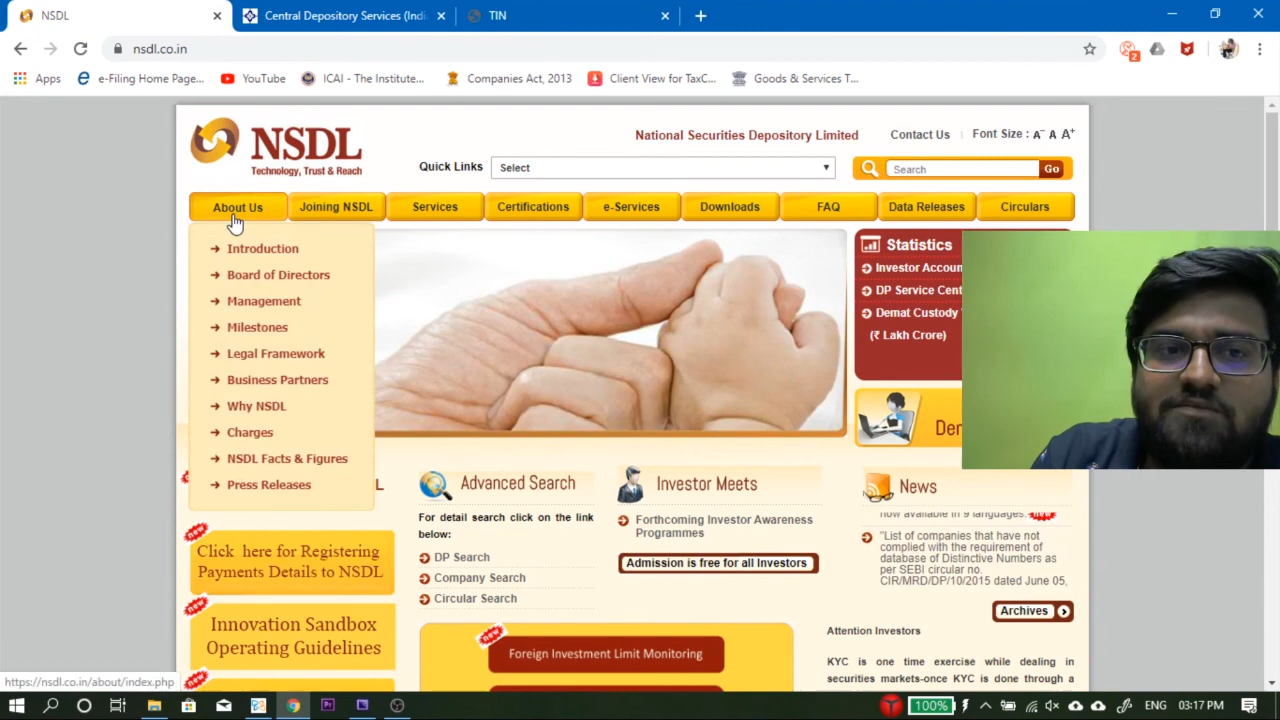 NSDL
Central Depository Services (Indi
TIN
nsdl.co.in
2
Apps
e-Filing Home Page...
YouTube
ICAI - The Institute...
Companies Act, 2013
Client View for TaxC...
Goods & Services T...
NSDL
Technology, Trust & Reach
National Securities Depository Limited
Contact Us
Font Size : A- A A+
Quick Links
Select
Search
Go
About Us
Joining NSDL
Services
Certifications
e-Services
Downloads
FAQ
Data Releases
Circulars
Introduction
Board of Directors
Management
Milestones
Legal Framework
Business Partners
Why NSDL
Charges
NSDL Facts & Figures
Press Releases
Statistics
Investor Accoun
DP Service Cent
Demat Custody
(₹ Lakh Crore)
Der
L
Advanced Search
For detail search click on the link
below:
DP Search
Company Search
Circular Search
Investor Meets
Forthcoming Investor Awareness
Programmes
Admission is free for all Investors
News
now available in 9 languages.
"List of companies that have not
complied with the requirement of
database of Distinctive Numbers as
per SEBI circular no.
CIR/MRD/DP/10/2015 dated June 05,
Archives
new
Click here for Registering
Payments Details to NSDL
new
Innovation Sandbox
Operating Guidelines
new
new
Foreign Investment Limit Monitoring
Attention Investors
KYC is one time exercise while dealing in
securities markets-once KYC is done through a
https://nsdl.co.in/about/index.php
100%
ENG
03:17 PM